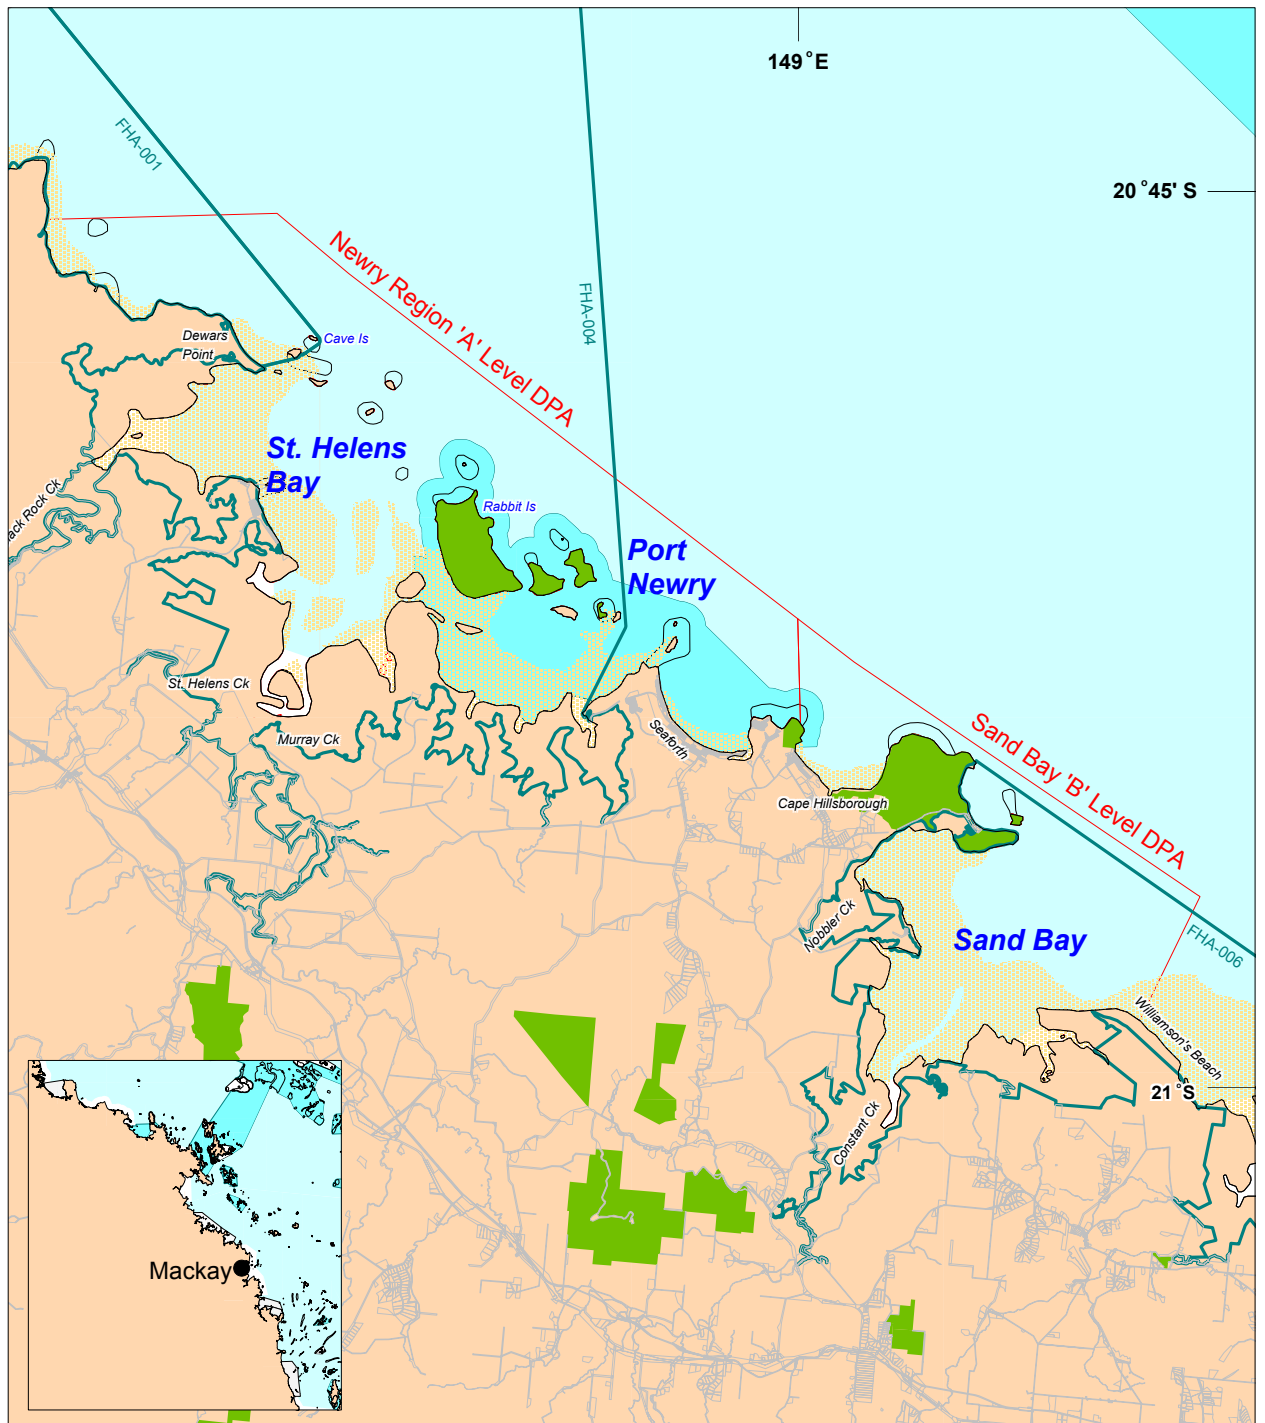 149°E
FHA-001
20°45' S
Newry Region 'A' Level DPA
FHA-004
Dewars
Point
Cave Is
St. Helens
Bay
Rabbit Is
Rock Ck
Port
Newry
St. Helens Ck
Murray Ck
Seaforth
Sand Bay 'B' Level DPA
Cape Hillsborough
Nobbler Ck
Sand Bay
FHA-006
Williamson's Beach
21°S
Constant Ck
Mackay